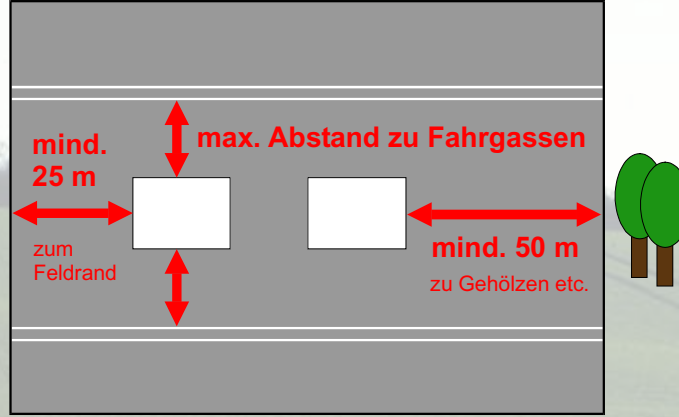 max. Abstand zu Fahrgassen
mind.
25 m
zum
Feldrand
mind. 50 m
zu Gehölzen etc.